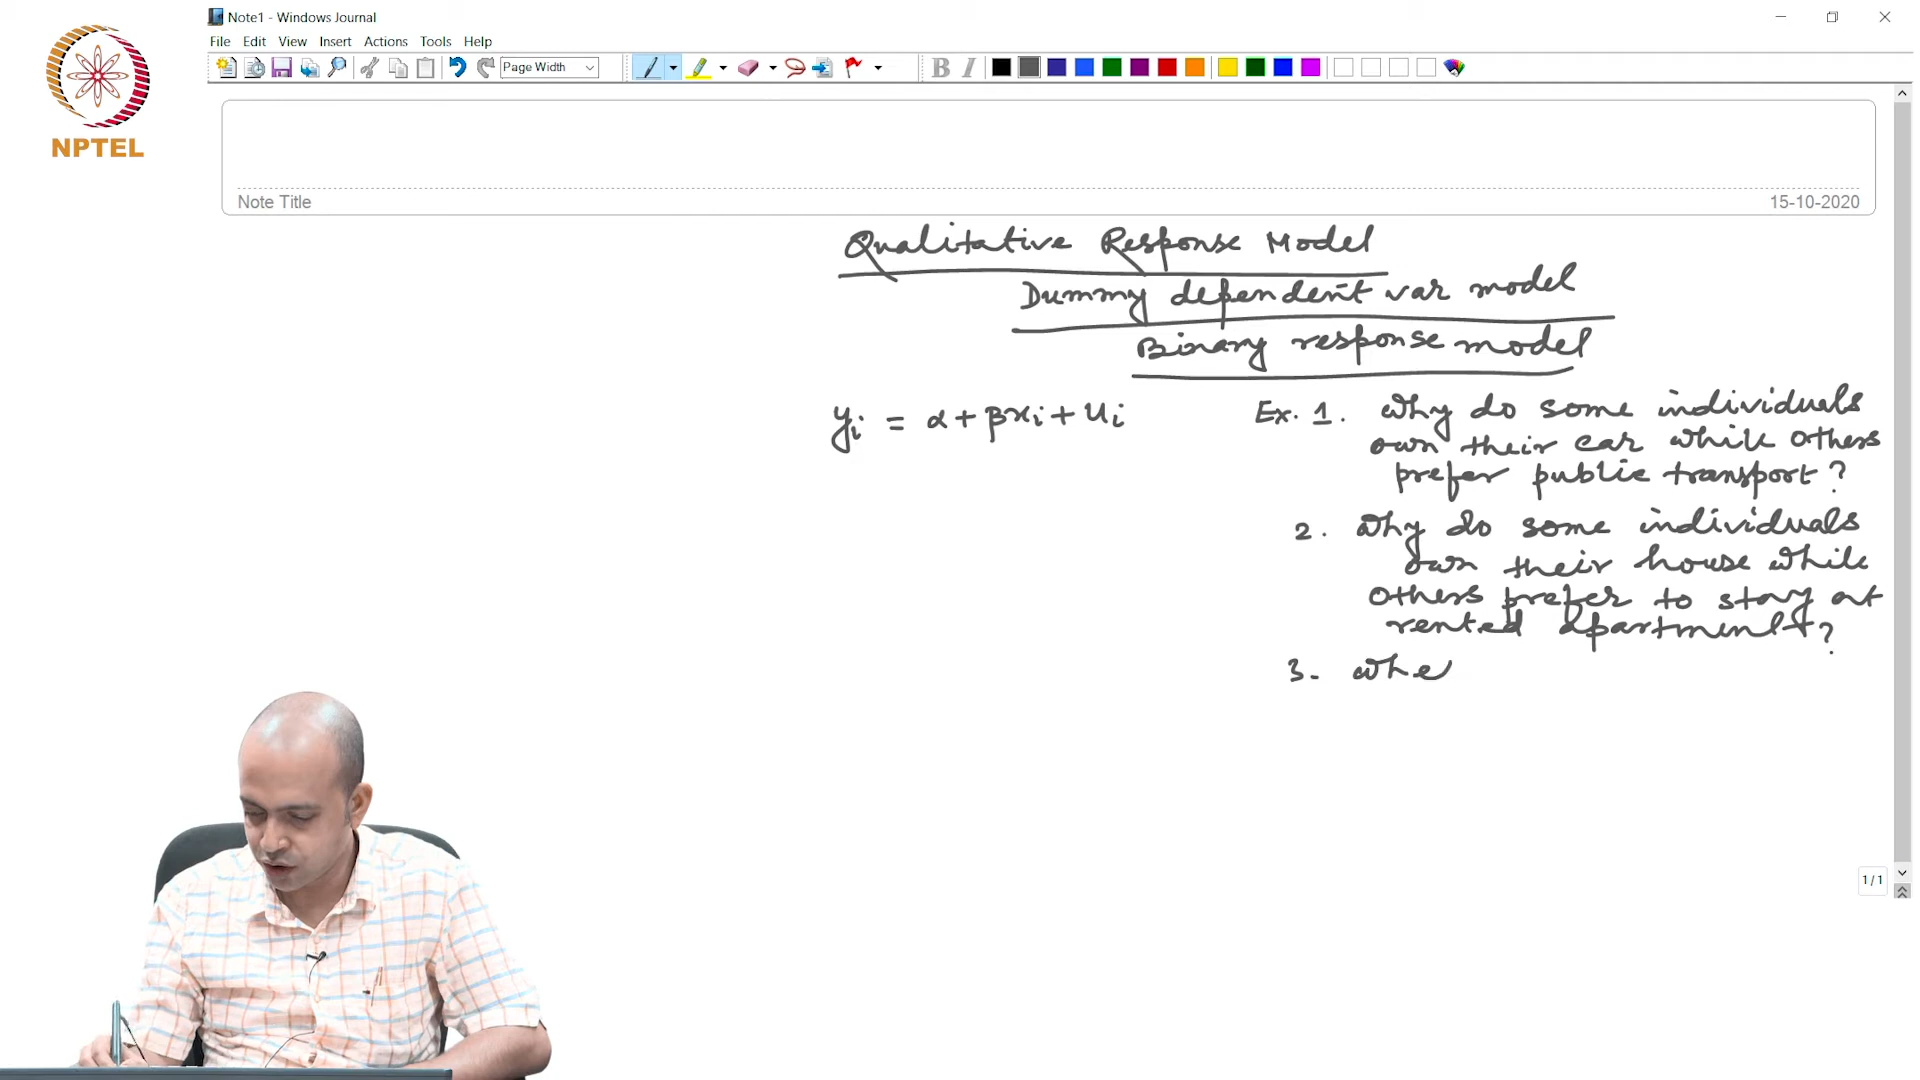 Note1 - Windows Journal
File Edit View Insert Actions Tools Help
Page Width
B I
NPTEL
Note Title
15-10-2020
Qualitative Response Model
Dummy dependent var model
Binary response model
yi = α + βxi + ui
Ex. 1. Why do some individuals
own their car while others
prefer public transport?
2. Why do some individuals
own their house while
others prefer to stay at
rented apartment?
3. Whe
1 / 1